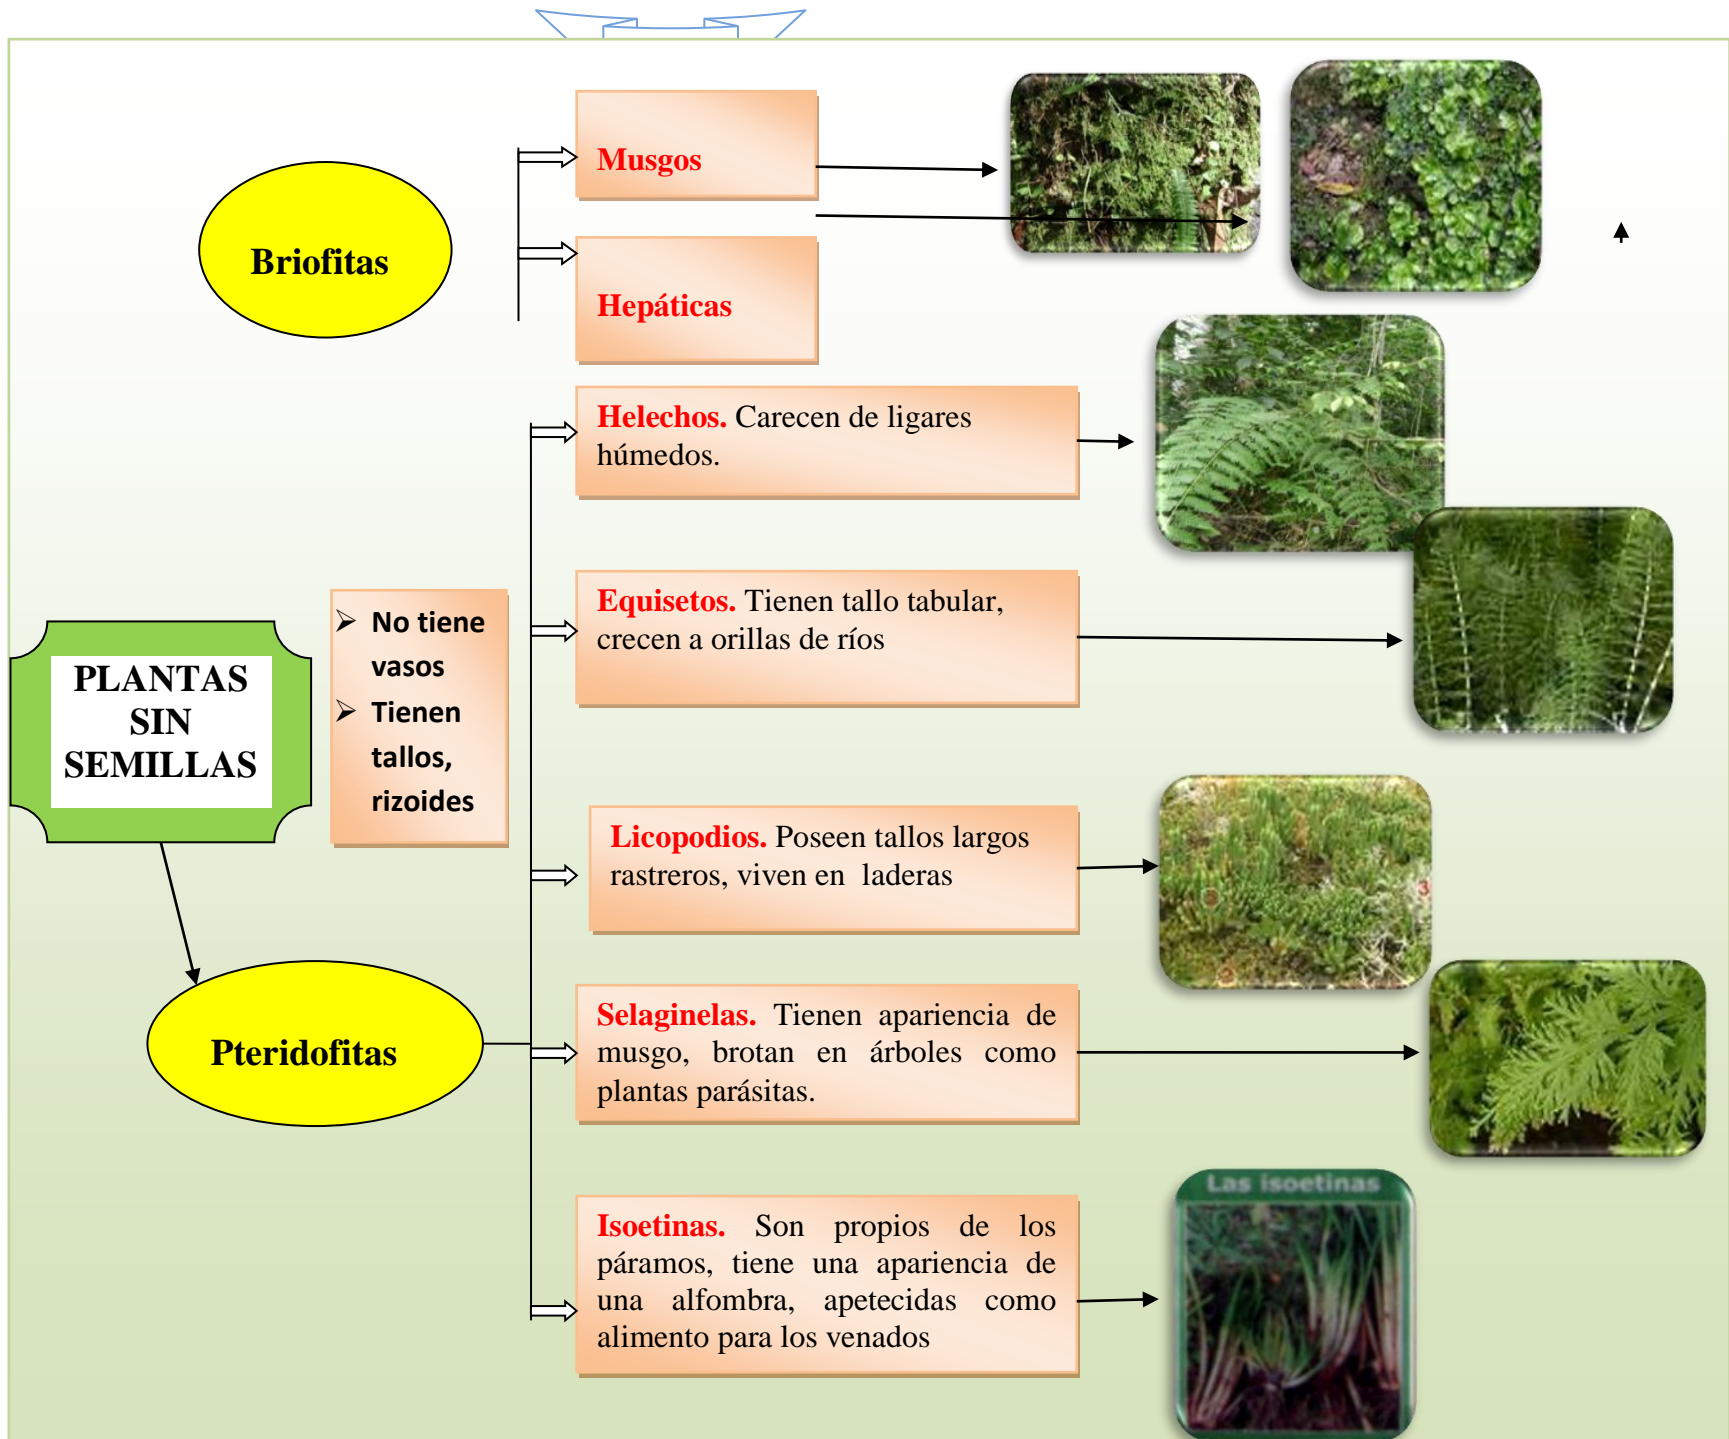 Musgos
Briofitas
Hepáticas
Helechos. Carecen de ligares
húmedos.
Equisetos. Tienen tallo tabular,
crecen a orillas de ríos
PLANTAS
SIN
SEMILLAS
➢ No tiene
vasos
➢ Tienen
tallos,
rizoides
Licopodios. Poseen tallos largos
rastreros, viven en laderas
3
Pteridofitas
Selaginelas. Tienen apariencia de
musgo, brotan en árboles como
plantas parásitas.
Isoetinas. Son propios de los
páramos, tiene una apariencia de
una alfombra, apetecidas como
alimento para los venados
Las isoetinas